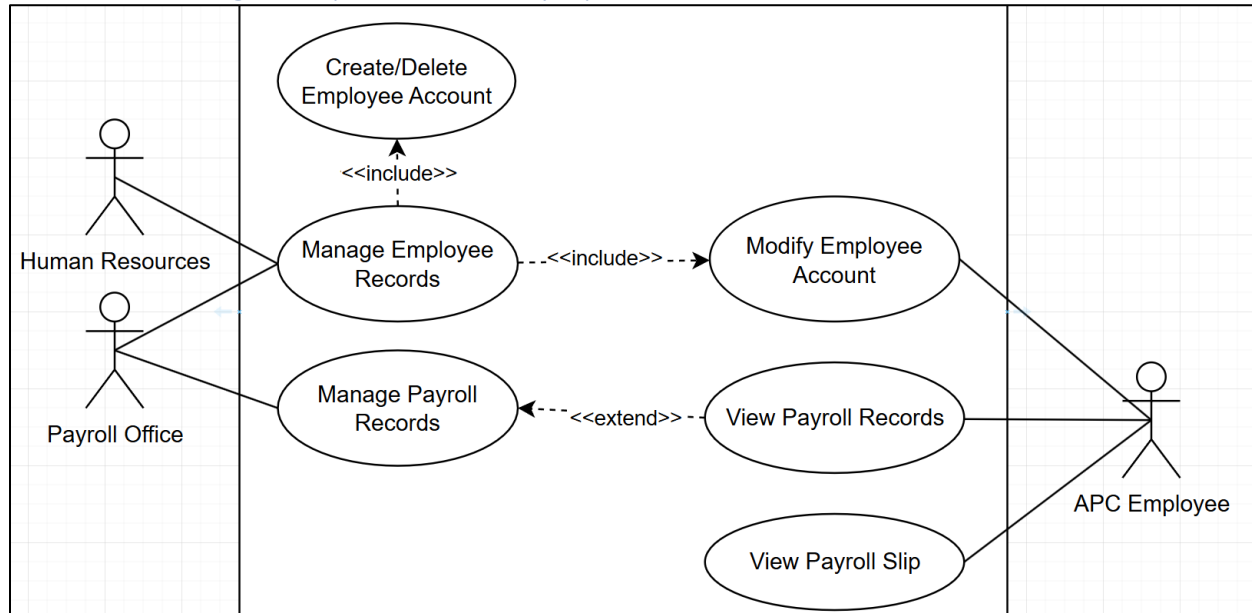 Create/Delete
Employee Account
<<include>>
Human Resources
Manage Employee
Records
<<include>>
Modify Employee
Account
Payroll Office
Manage Payroll
Records
<<extend>>
View Payroll Records
APC Employee
View Payroll Slip